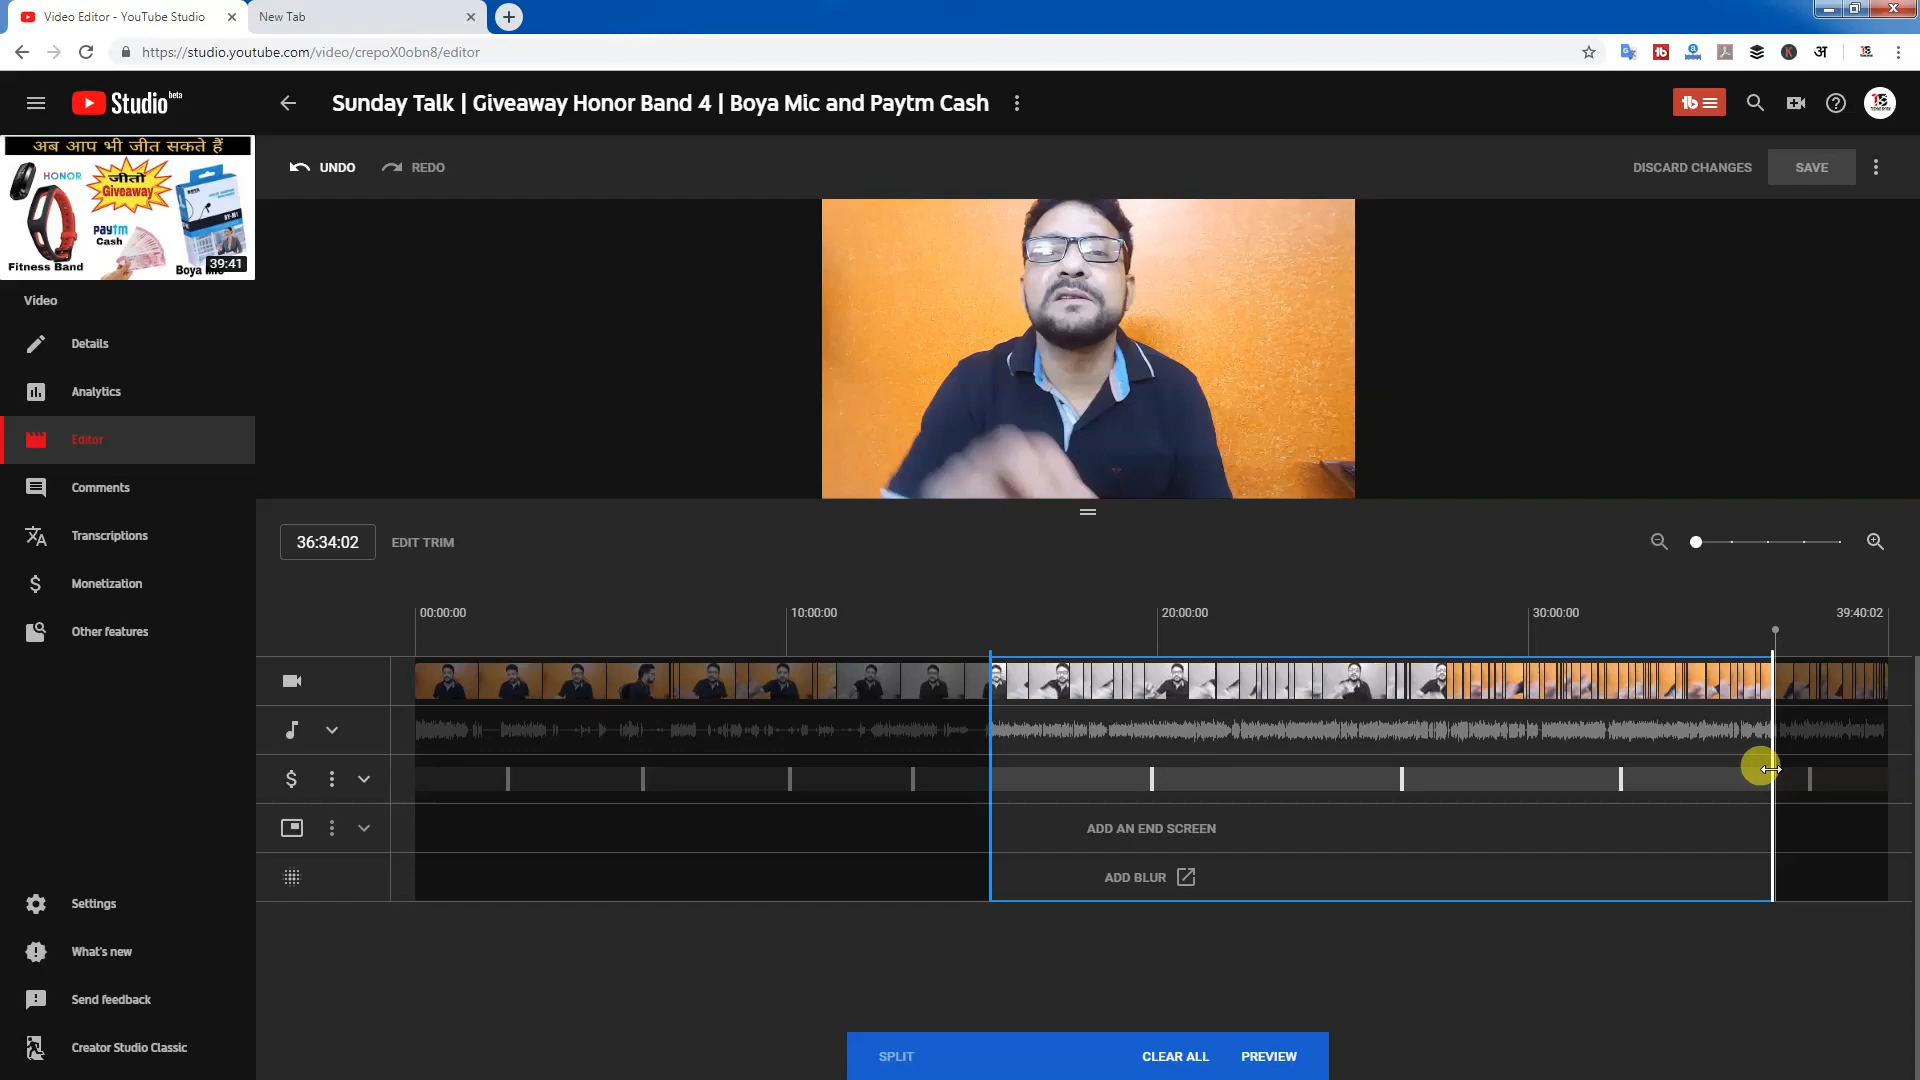 Video Editor - YouTube Studio
New Tab
https://studio.youtube.com/video/crepoX0obn8/editor
Studio beta
Sunday Talk | Giveaway Honor Band 4 | Boya Mic and Paytm Cash
अब आप भी जीत सकते हैं
HONOR
जीतो
Giveaway
BOYA
BY-M1
Paytm
Cash
Fitness Band
Boya
39:41
UNDO
REDO
DISCARD CHANGES
SAVE
Video
Details
Analytics
Editor
Comments
Transcriptions
Monetization
Other features
Settings
What's new
Send feedback
Creator Studio Classic
36:34:02
EDIT TRIM
00:00:00
10:00:00
20:00:00
30:00:00
39:40:02
ADD AN END SCREEN
ADD BLUR
SPLIT
CLEAR ALL
PREVIEW